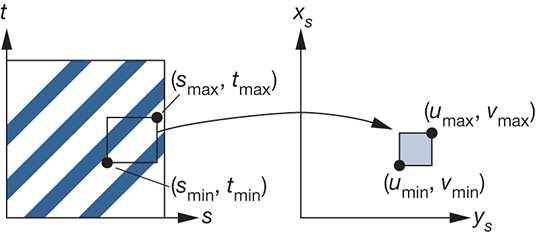 t
(s_max, t_max)
(s_min, t_min)
s
x_s
(u_max, v_max)
(u_min, v_min)
y_s